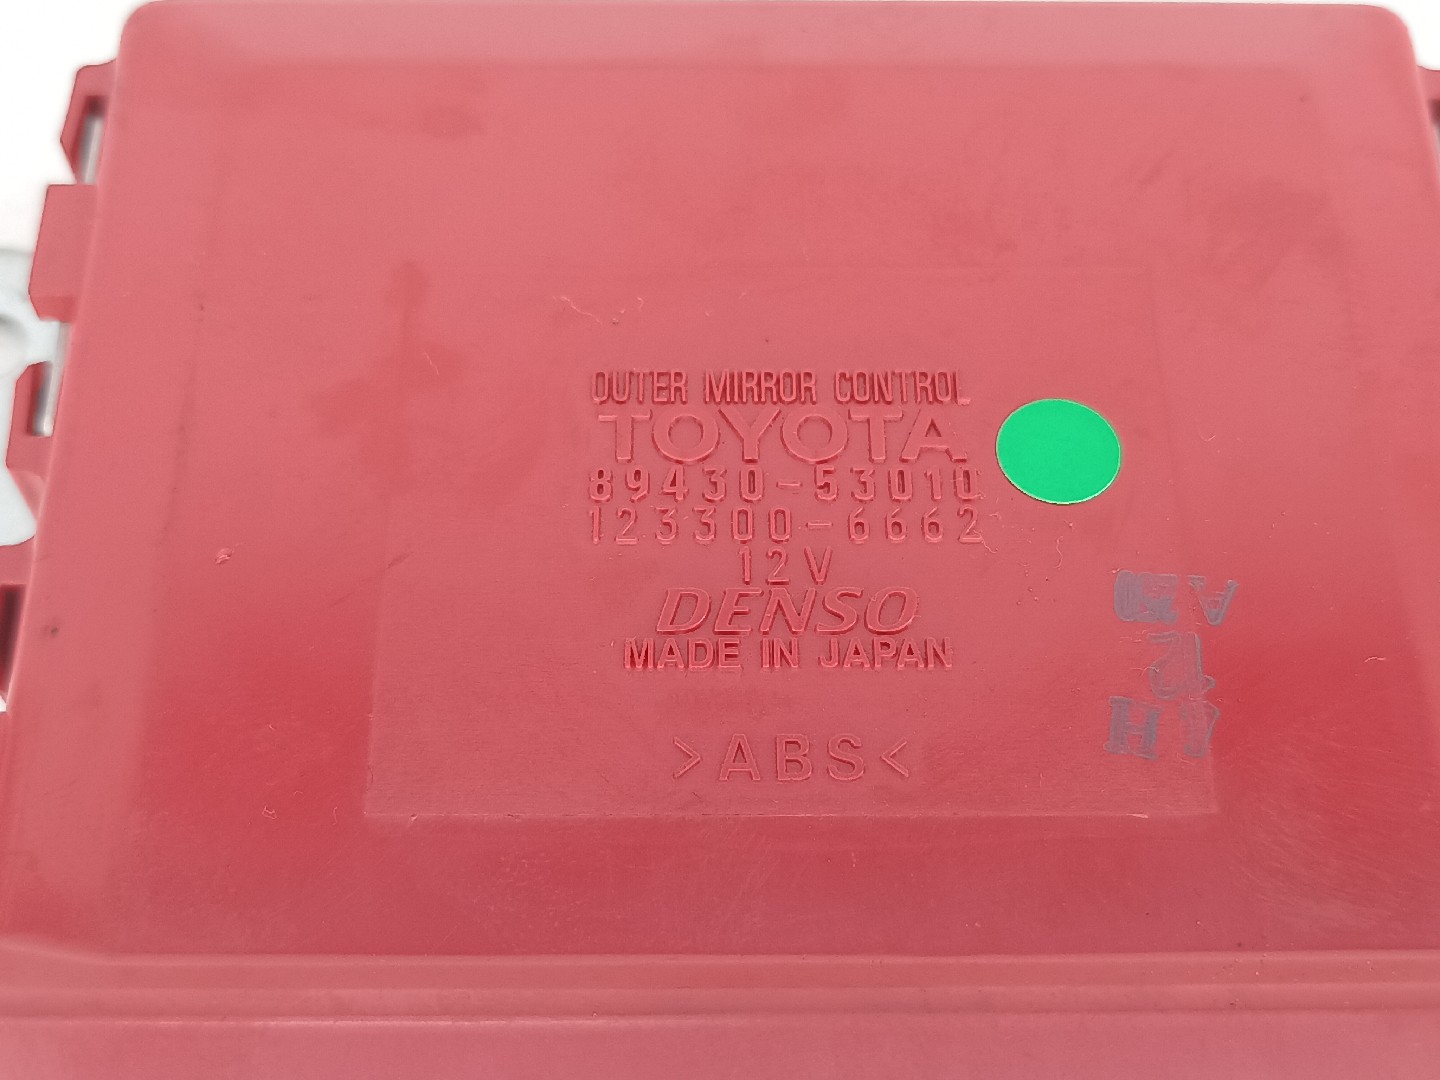 OUTER MIRROR CONTROL
TOYOTA
89430-53010
123300-6662
12V
DENSO
MADE IN JAPAN
>ABS<